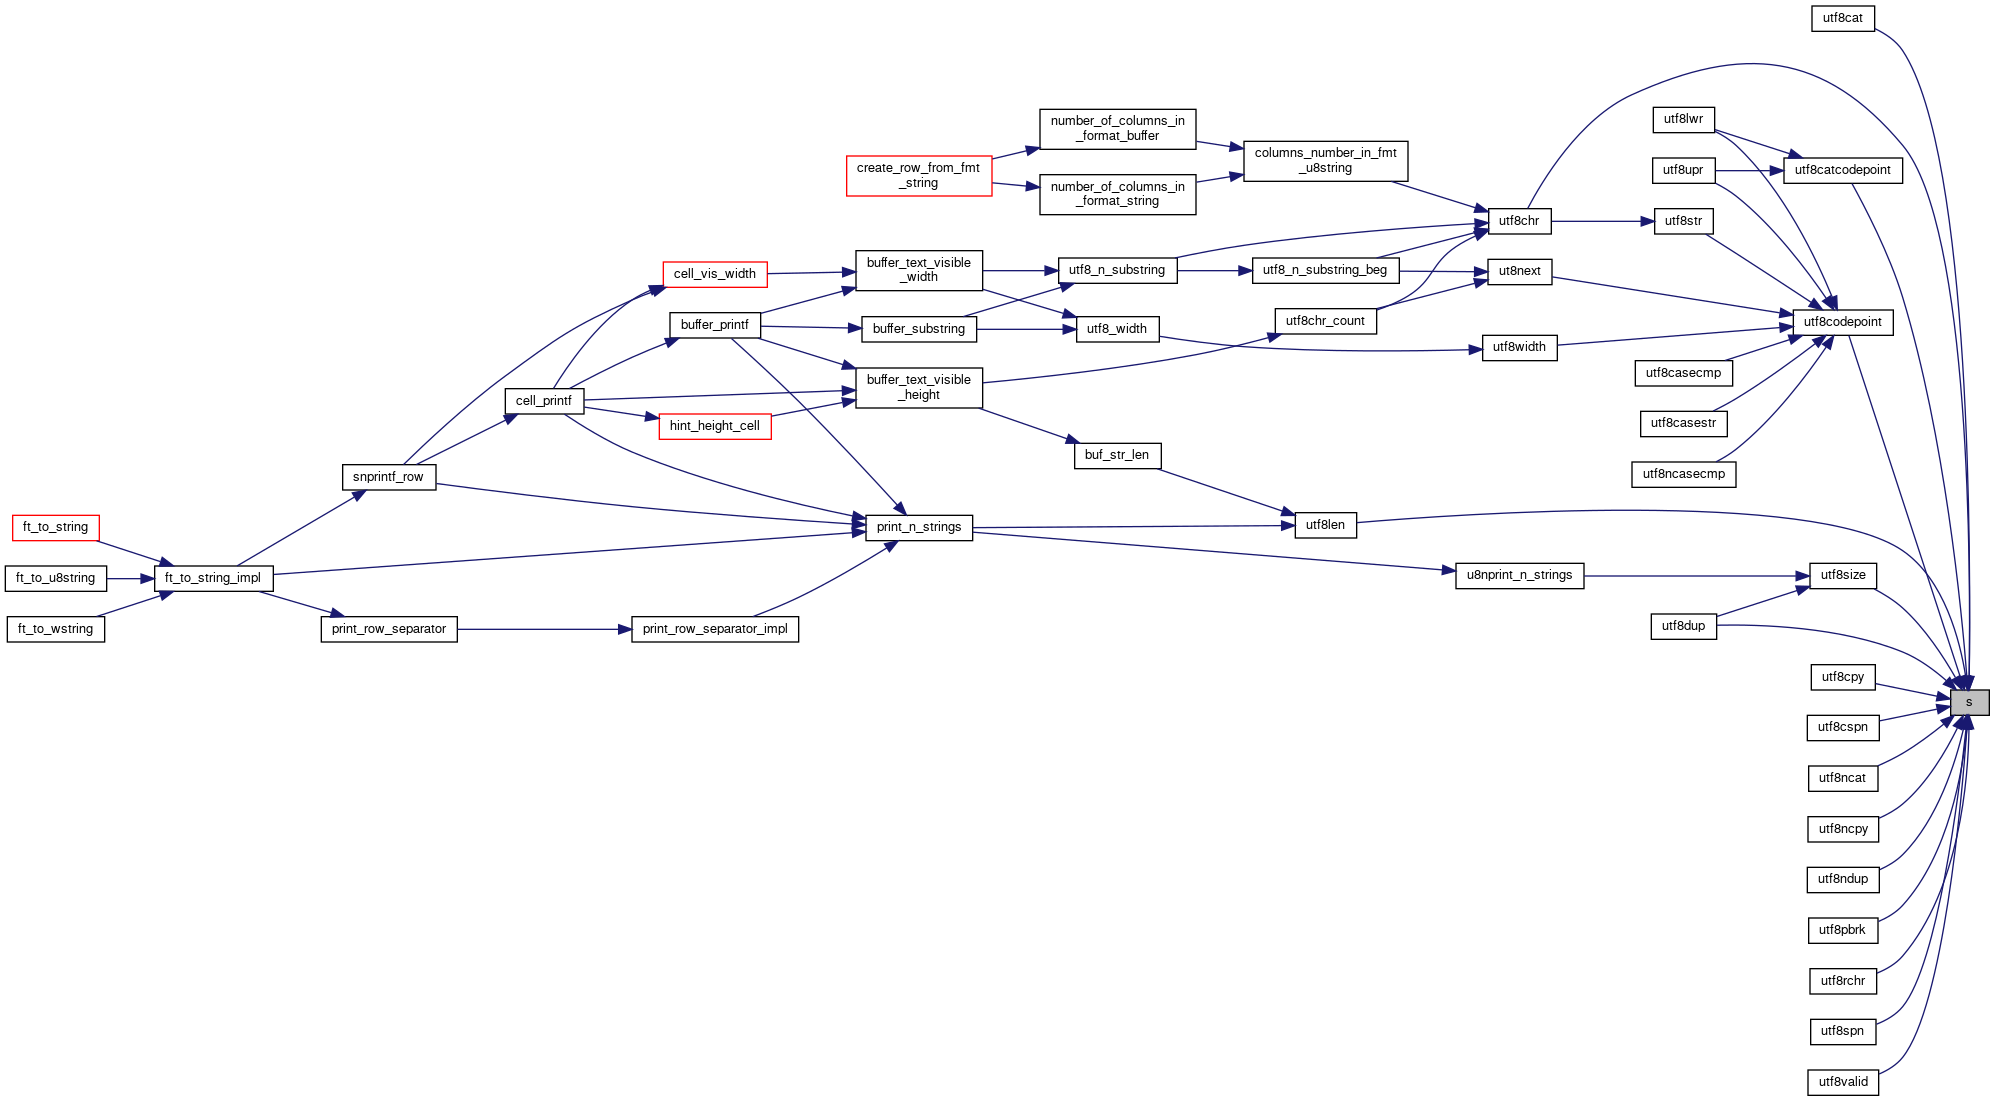 utf8cat
number_of_columns_in
_format_buffer
utf8lwr
columns_number_in_fmt
_u8string
create_row_from_fmt
_string
utf8upr
utf8catcodepoint
number_of_columns_in
_format_string
utf8chr
utf8str
cell_vis_width
buffer_text_visible
_width
utf8_n_substring
utf8_n_substring_beg
ut8next
buffer_printf
buffer_substring
utf8_width
utf8chr_count
utf8codepoint
utf8width
utf8casecmp
buffer_text_visible
_height
cell_printf
hint_height_cell
utf8casestr
buf_str_len
snprintf_row
utf8ncasecmp
ft_to_string
print_n_strings
utf8len
ft_to_u8string
ft_to_string_impl
u8nprint_n_strings
utf8size
ft_to_wstring
print_row_separator
print_row_separator_impl
utf8dup
utf8cpy
s
utf8cspn
utf8ncat
utf8ncpy
utf8ndup
utf8pbrk
utf8rchr
utf8spn
utf8valid